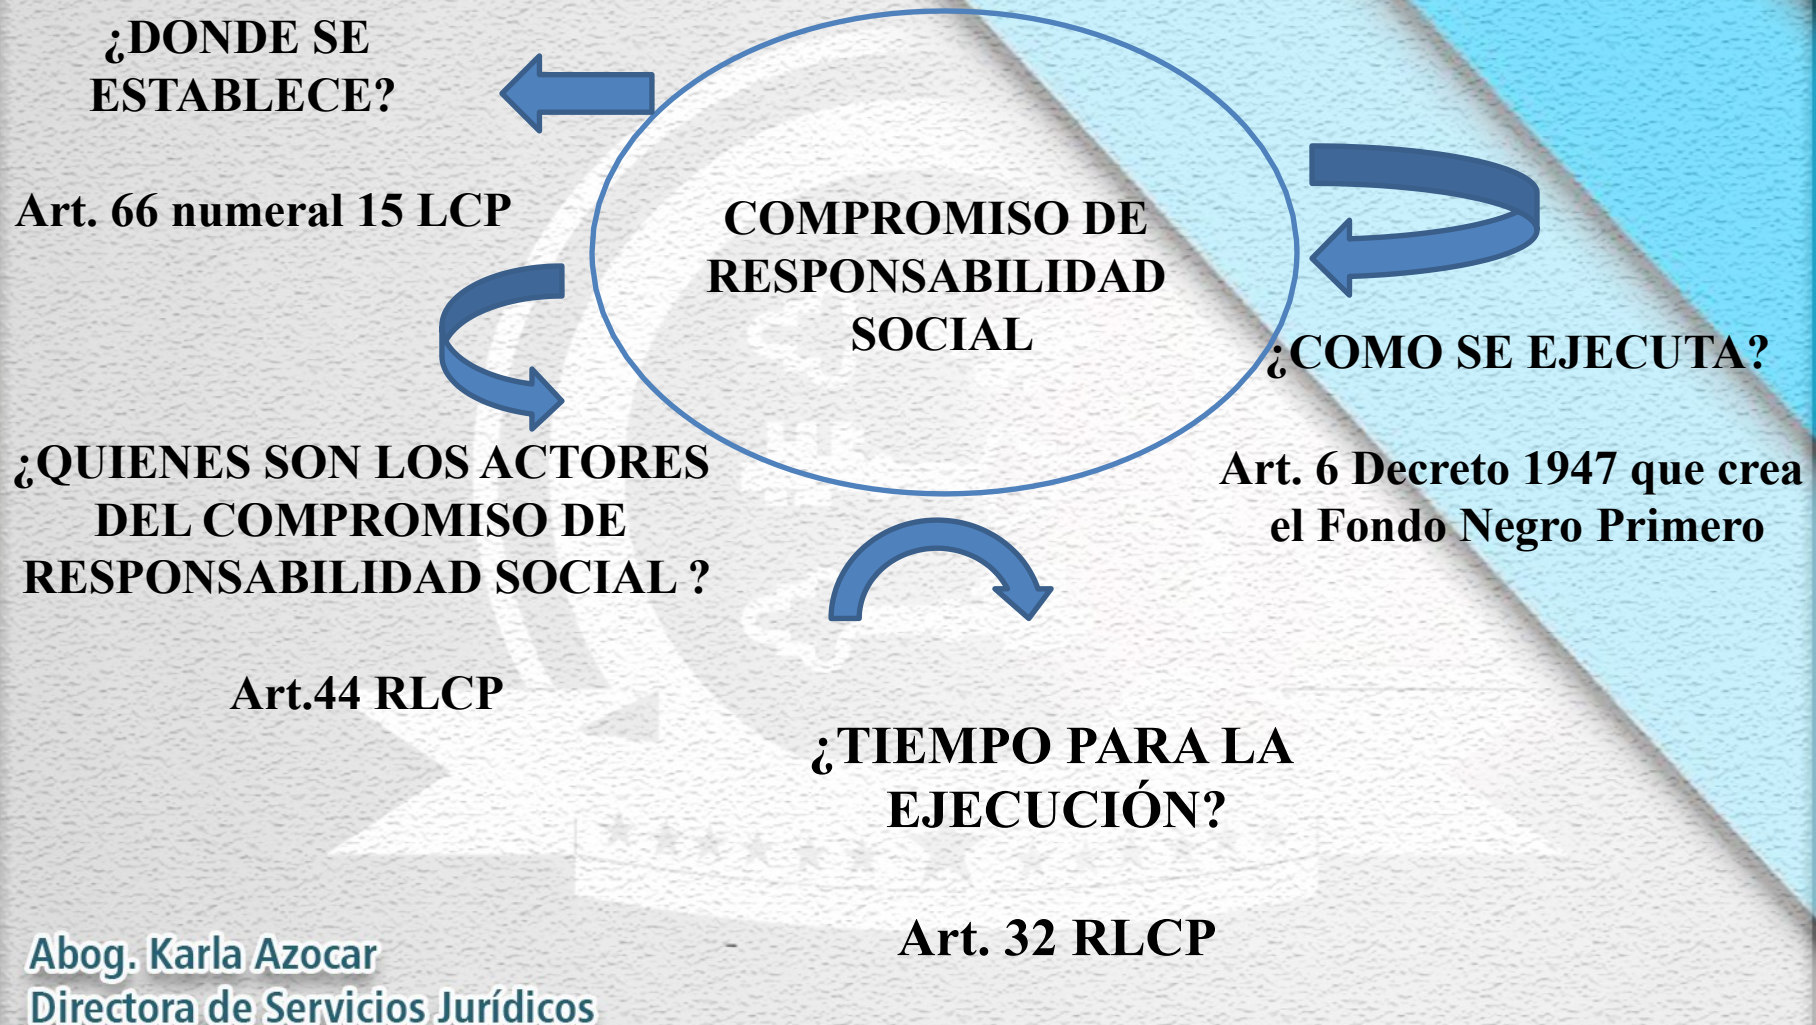 ¿DONDE SE
ESTABLECE?
Art. 66 numeral 15 LCP
COMPROMISO DE
RESPONSABILIDAD
SOCIAL
¿COMO SE EJECUTA?
Art. 6 Decreto 1947 que crea
el Fondo Negro Primero
¿QUIENES SON LOS ACTORES
DEL COMPROMISO DE
RESPONSABILIDAD SOCIAL ?
Art.44 RLCP
¿TIEMPO PARA LA
EJECUCIÓN?
Art. 32 RLCP
Abog. Karla Azocar
Directora de Servicios Jurídicos